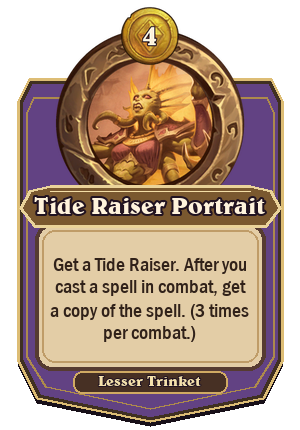 4
Tide Raiser Portrait
Get a Tide Raiser. After you
cast a spell in combat, get
a copy of the spell. (3 times
per combat.)
Lesser Trinket